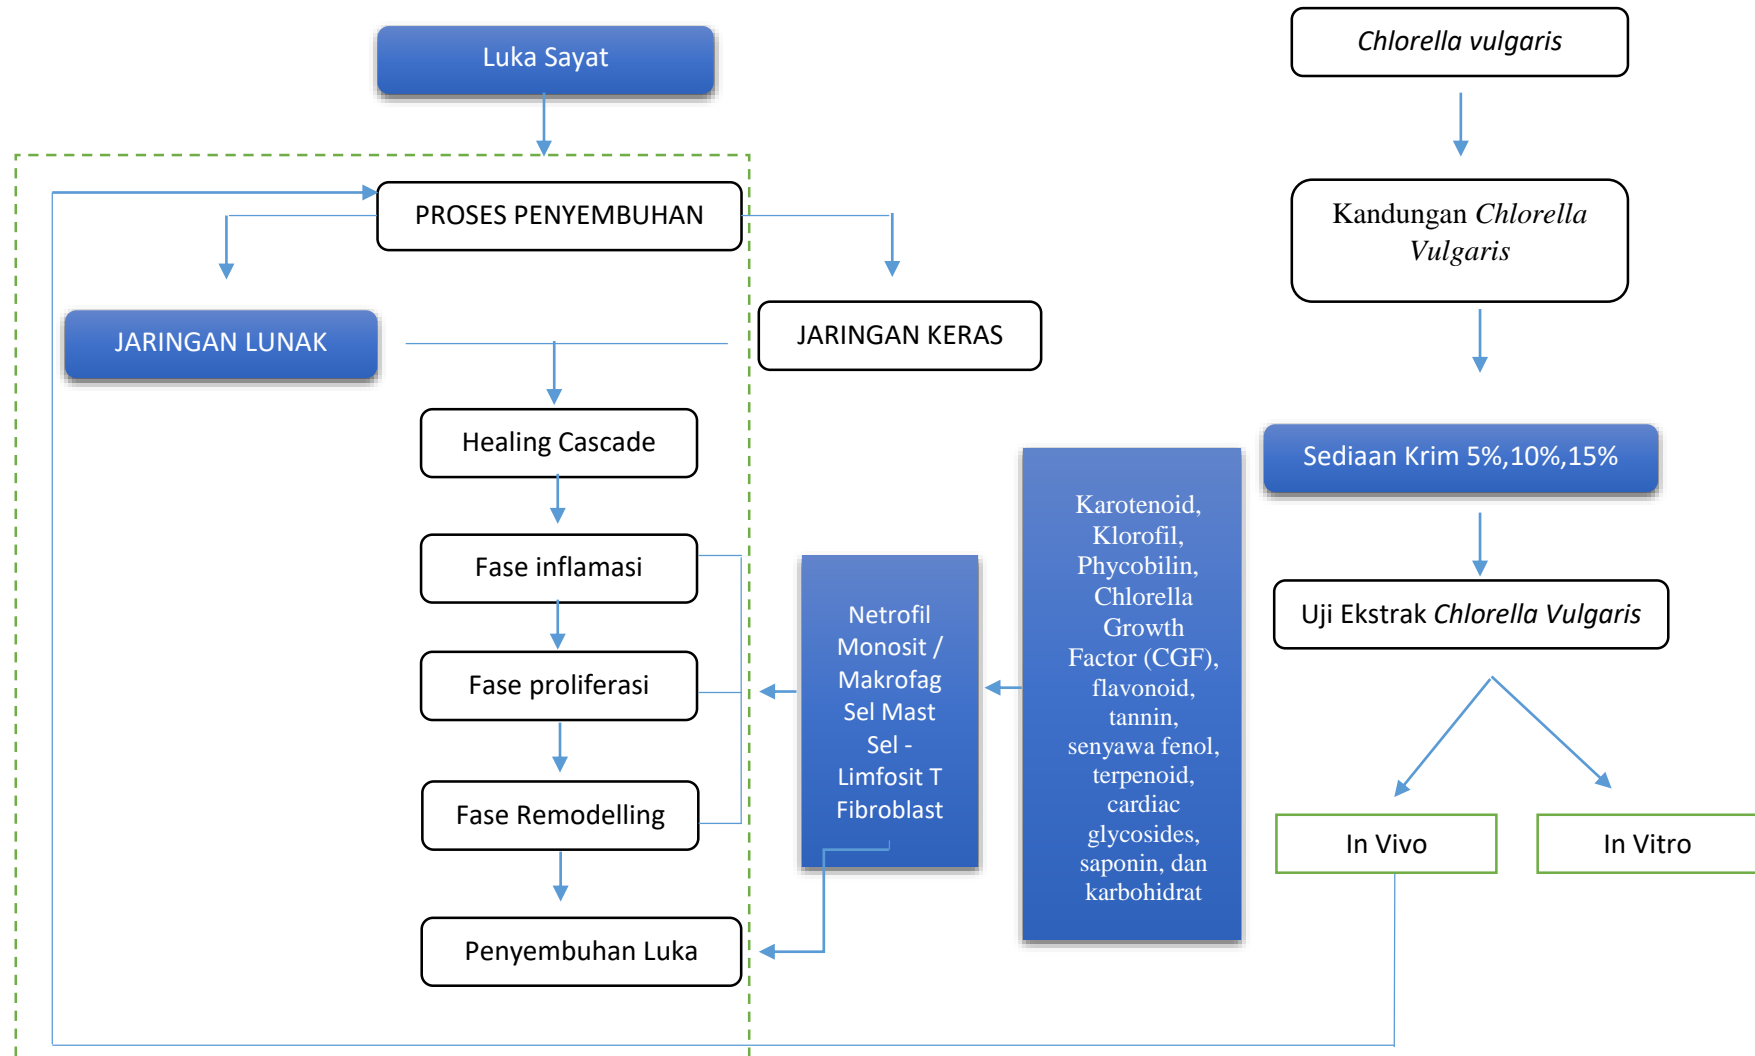 Luka Sayat
Chlorella vulgaris
PROSES PENYEMBUHAN
Kandungan Chlorella
Vulgaris
JARINGAN LUNAK
JARINGAN KERAS
Healing Cascade
Sediaan Krim 5%,10%,15%
Fase inflamasi
Fase proliferasi
Fase Remodelling
Penyembuhan Luka
Netrofil
Monosit /
Makrofag
Sel Mast
Sel -
Limfosit T
Fibroblast
Karotenoid,
Klorofil,
Phycobilin,
Chlorella
Growth
Factor (CGF),
flavonoid,
tannin,
senyawa fenol,
terpenoid,
cardiac
glycosides,
saponin, dan
karbohidrat
Uji Ekstrak Chlorella Vulgaris
In Vivo
In Vitro